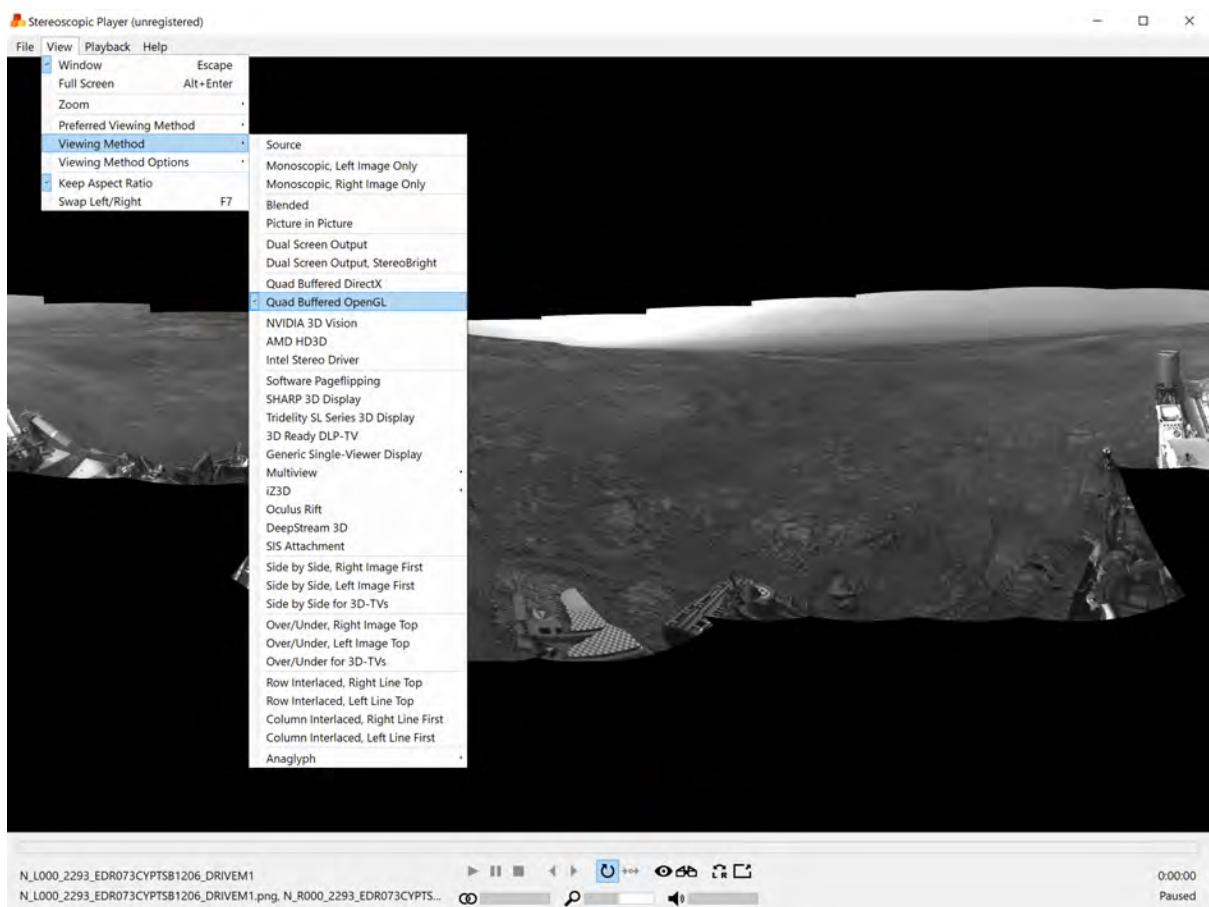 Stereoscopic Player (unregistered)
File View Playback Help
Window Escape
Full Screen Alt+Enter
Zoom
Preferred Viewing Method
Viewing Method
Viewing Method Options
Keep Aspect Ratio
Swap Left/Right F7
Source
Monoscopic, Left Image Only
Monoscopic, Right Image Only
Blended
Picture in Picture
Dual Screen Output
Dual Screen Output, StereoBright
Quad Buffered DirectX
Quad Buffered OpenGL
NVIDIA 3D Vision
AMD HD3D
Intel Stereo Driver
Software Pageflipping
SHARP 3D Display
Tridelity SL Series 3D Display
3D Ready DLP-TV
Generic Single-Viewer Display
Multiview
iZ3D
Oculus Rift
DeepStream 3D
SIS Attachment
Side by Side, Right Image First
Side by Side, Left Image First
Side by Side for 3D-TVs
Over/Under, Right Image Top
Over/Under, Left Image Top
Over/Under for 3D-TVs
Row Interlaced, Right Line Top
Row Interlaced, Left Line Top
Column Interlaced, Right Line First
Column Interlaced, Left Line First
Anaglyph
N_L000_2293_EDR073CYPTSB1206_DRIVEM1
L R
0:00:00
N_L000_2293_EDR073CYPTSB1206_DRIVEM1.png, N_R000_2293_EDR073CYPTS...
Paused